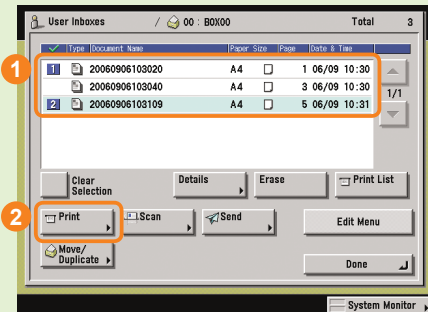 User Inboxes / 00 : BOX00 Total 3
Type Document Name Paper Size Page Date & Time
1
1 20060906103020 A4 1 06/09 10:30
20060906103040 A4 3 06/09 10:30
2 20060906103109 A4 5 06/09 10:31
1/1
Clear Selection Details Erase Print List
2
Print Scan Send Edit Menu
Move/ Duplicate
Done
System Monitor